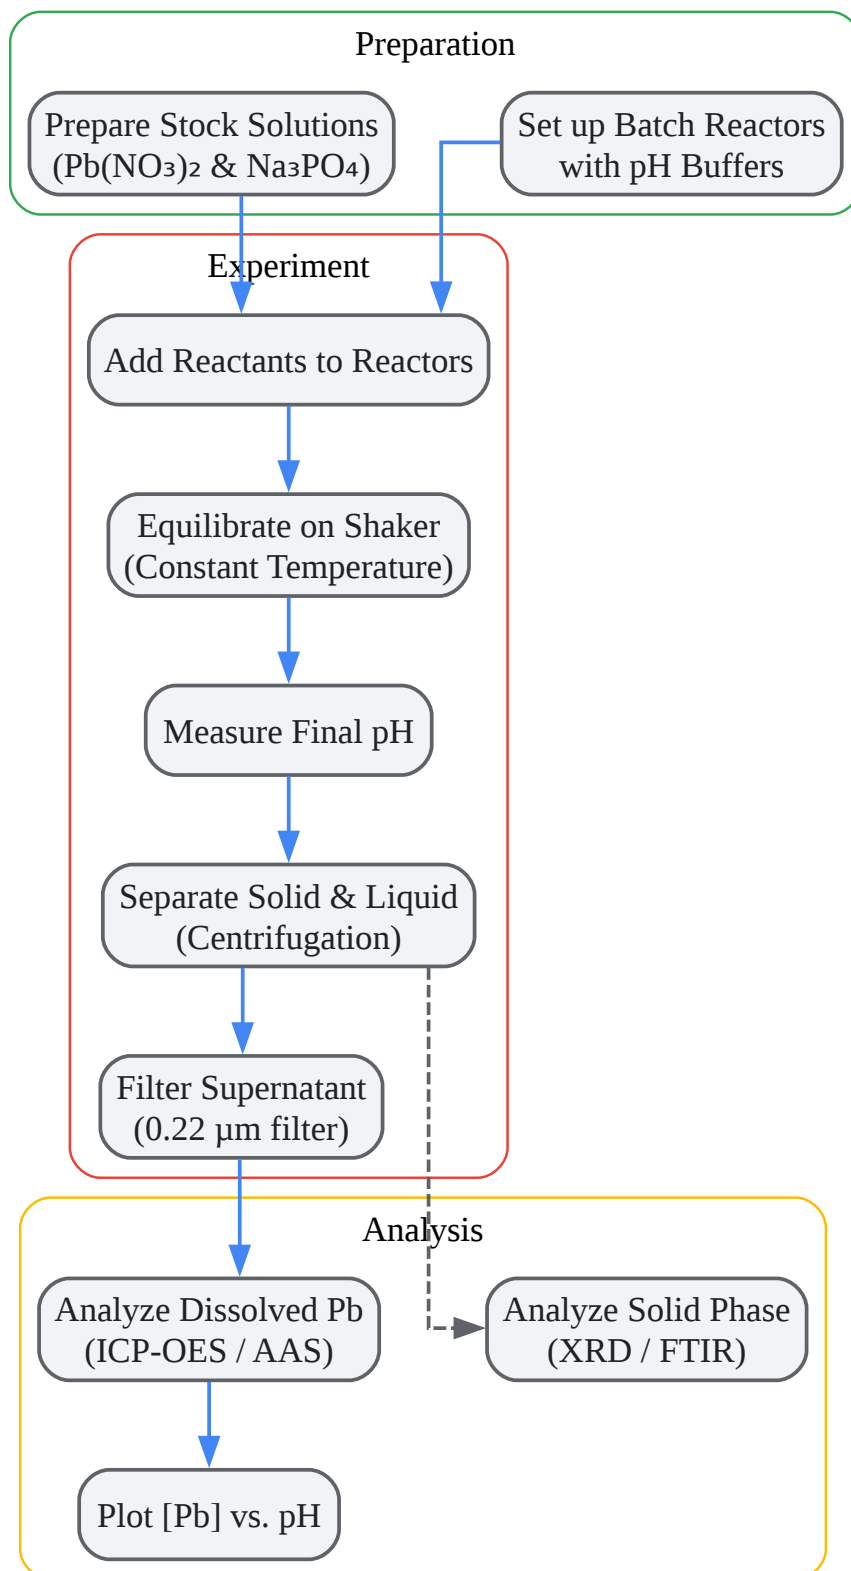 Preparation
Prepare Stock Solutions
(Pb(NO₃)₂ & Na₃PO₄)
Set up Batch Reactors
with pH Buffers
Experiment
Add Reactants to Reactors
Equilibrate on Shaker
(Constant Temperature)
Measure Final pH
Separate Solid & Liquid
(Centrifugation)
Filter Supernatant
(0.22 µm filter)
Analysis
Analyze Dissolved Pb
(ICP-OES / AAS)
Analyze Solid Phase
(XRD / FTIR)
Plot [Pb] vs. pH